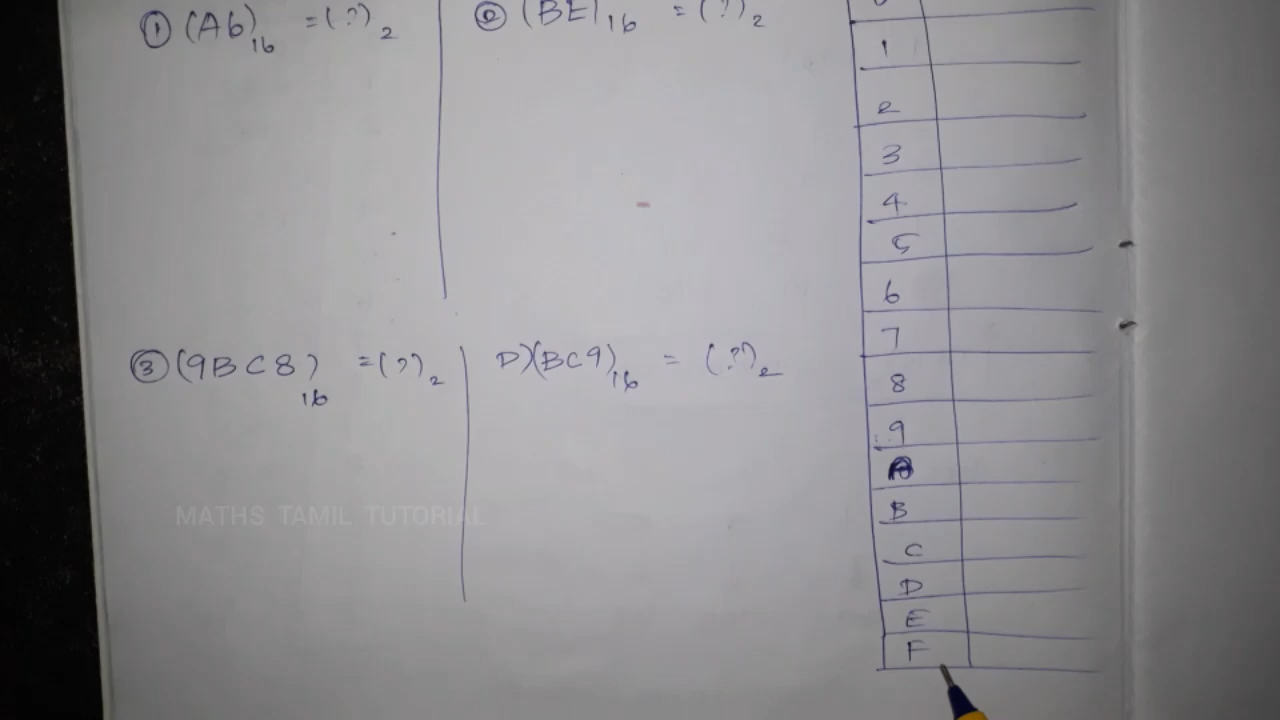 ① (A6)₁₆ = (?)₂
② (BE)₁₆ = (?)₂
③ (9BC8)₁₆ = (?)₂
D) (BC9)₁₆ = (?)₂
1
2
3
4
5
6
7
8
9
A
B
C
D
E
F
MATHS TAMIL TUTORIAL